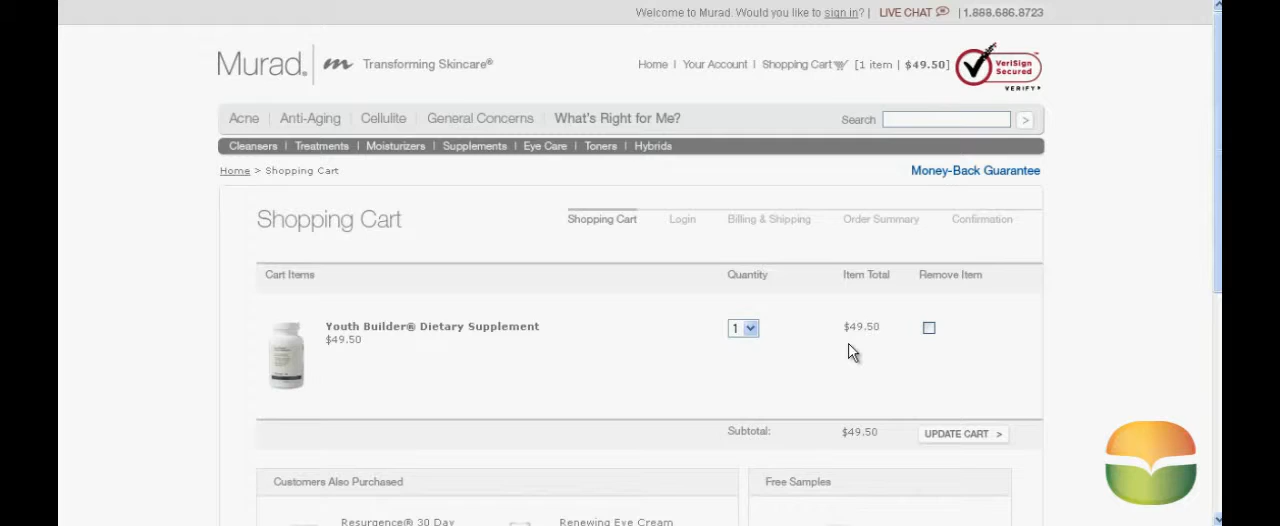 Welcome to Murad. Would you like to sign in? | LIVE CHAT | 1.888.686.8723
Murad. Transforming Skincare®
Home | Your Account | Shopping Cart [1 item | $49.50]
VeriSign Secured
VERIFY
Acne | Anti-Aging | Cellulite | General Concerns | What's Right for Me?
Search >
Cleansers | Treatments | Moisturizers | Supplements | Eye Care | Toners | Hybrids
Home > Shopping Cart
Money-Back Guarantee
Shopping Cart
Shopping Cart Login Billing & Shipping Order Summary Confirmation
Cart Items Quantity Item Total Remove Item
Youth Builder® Dietary Supplement 1 $49.50
$49.50
Subtotal: $49.50 UPDATE CART >
Customers Also Purchased Free Samples
Resurgence® 30 Day Renewing Eye Cream